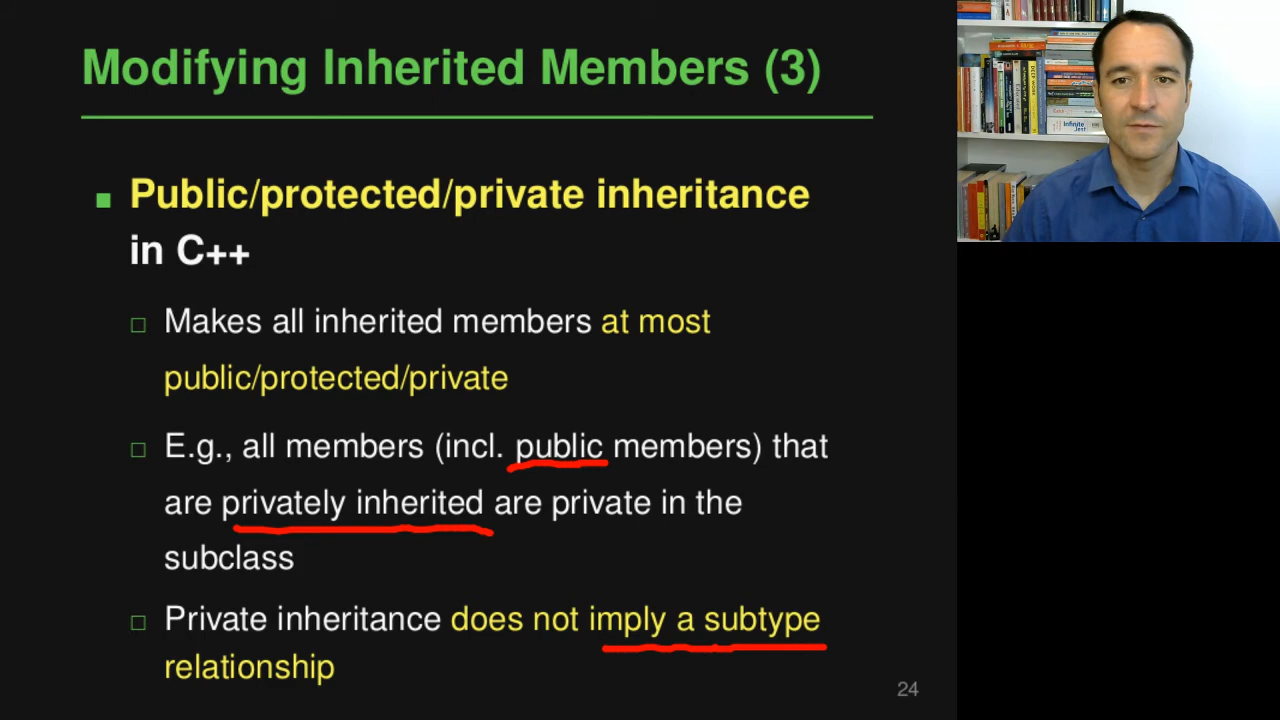 Modifying Inherited Members (3)
Public/protected/private inheritance
in C++
Makes all inherited members at most
public/protected/private
E.g., all members (incl. public members) that
are privately inherited are private in the
subclass
Private inheritance does not imply a subtype
relationship
24
Infinite
Jest